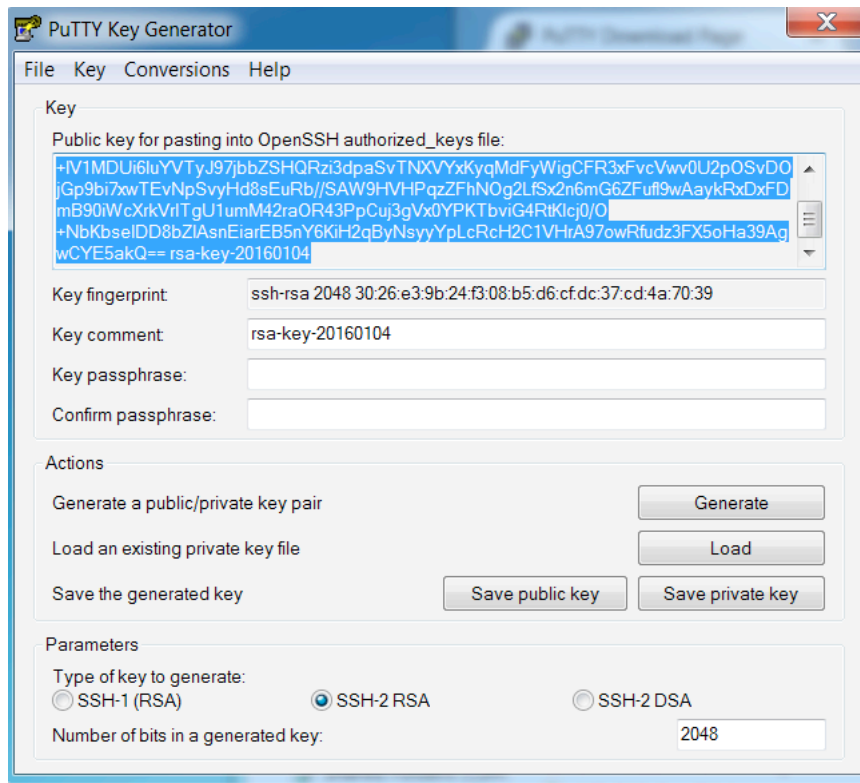 PuTTY Key Generator
PuTTY Download Page
File Key Conversions Help
Key
Public key for pasting into OpenSSH authorized_keys file:
+IV1MDUi6IuYVTyJ97jbbZSHQRzi3dpaSvTNXVYxKyqMdFyWigCFR3xFvcVwv0U2pOSvDO
jGp9bi7xwTEvNpSvyHd8sEuRb//SAW9HVHPqzZFhNOg2LfSx2n6mG6ZFufl9wAaykRxDxFD
mB90iWcXrkVrlTgU1umM42raOR43PpCuj3gVx0YPKTbviG4RtKlcj0/O
+NbKbselDD8bZlAsnEiarEB5nY6KiH2qByNsyyYpLcRcH2C1VHrA97owRfudz3FX5oHa39Ag
wCYE5akQ== rsa-key-20160104
Key fingerprint: ssh-rsa 2048 30:26:e3:9b:24:f3:08:b5:d6:cf:dc:37:cd:4a:70:39
Key comment: rsa-key-20160104
Key passphrase:
Confirm passphrase:
Actions
Generate a public/private key pair Generate
Load an existing private key file Load
Save the generated key Save public key Save private key
Parameters
Type of key to generate:
SSH-1 (RSA) SSH-2 RSA SSH-2 DSA
Number of bits in a generated key: 2048